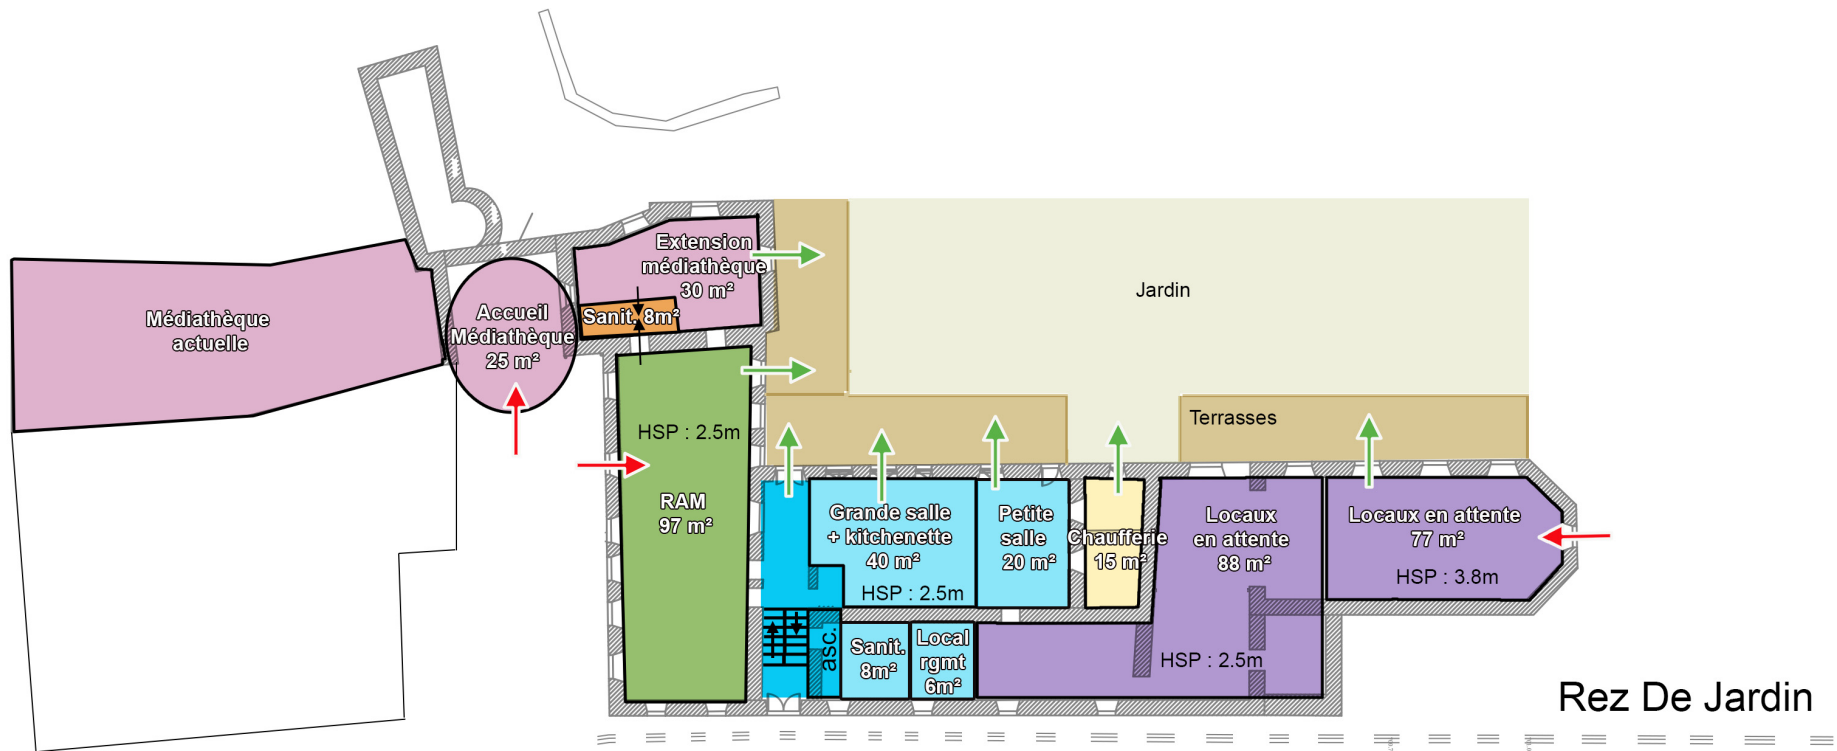 Extension
médiathèque
30 m²
Sanit. 8m²
Médiathèque
actuelle
Accueil
Médiathèque
25 m²
Jardin
Terrasses
HSP : 2.5m
RAM
97 m²
Grande salle
+ kitchenette
40 m²
HSP : 2.5m
Petite
salle
20 m²
Chaufferie
15 m²
Locaux
en attente
88 m²
HSP : 2.5m
Locaux en attente
77 m²
HSP : 3.8m
asc.
Sanit.
8m²
Local
rgmt
6m²
Rez De Jardin